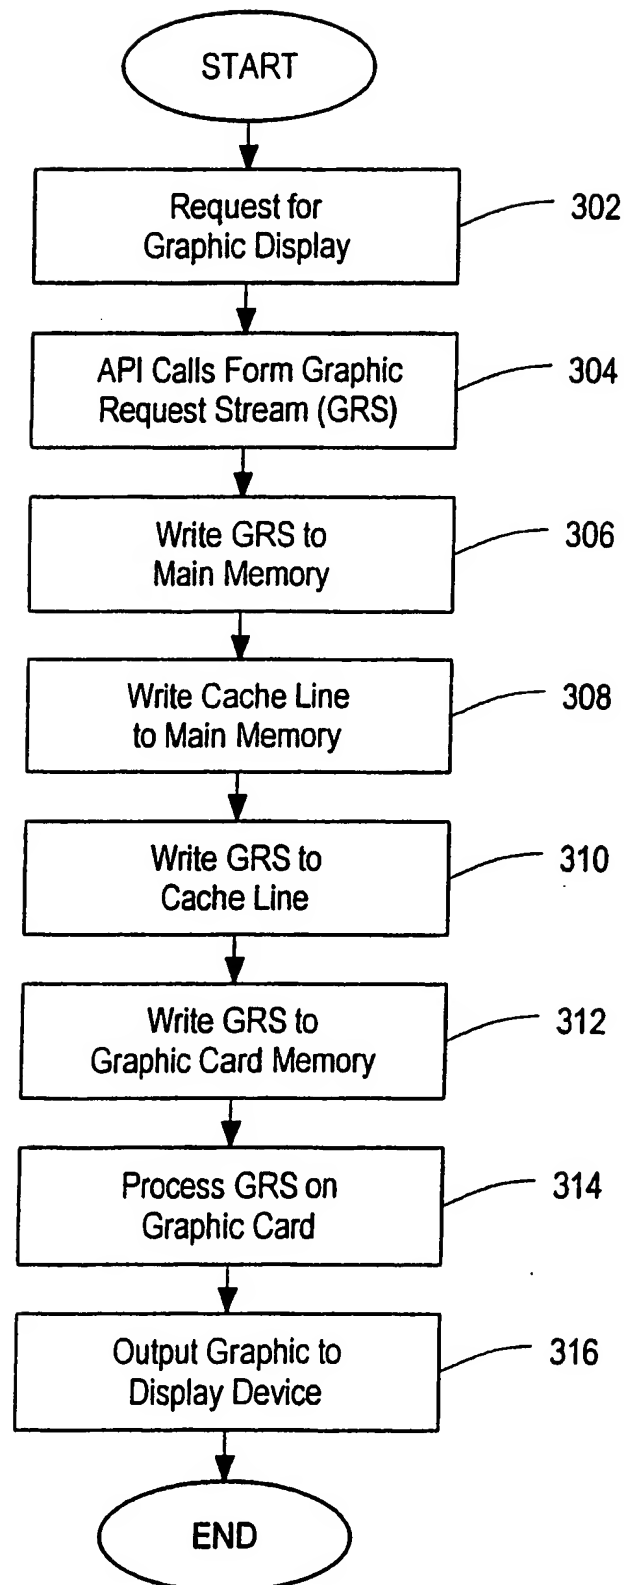 START
Request for
Graphic Display
302
API Calls Form Graphic
Request Stream (GRS)
304
Write GRS to
Main Memory
306
Write Cache Line
to Main Memory
308
Write GRS to
Cache Line
310
Write GRS to
Graphic Card Memory
312
Process GRS on
Graphic Card
314
Output Graphic to
Display Device
316
END